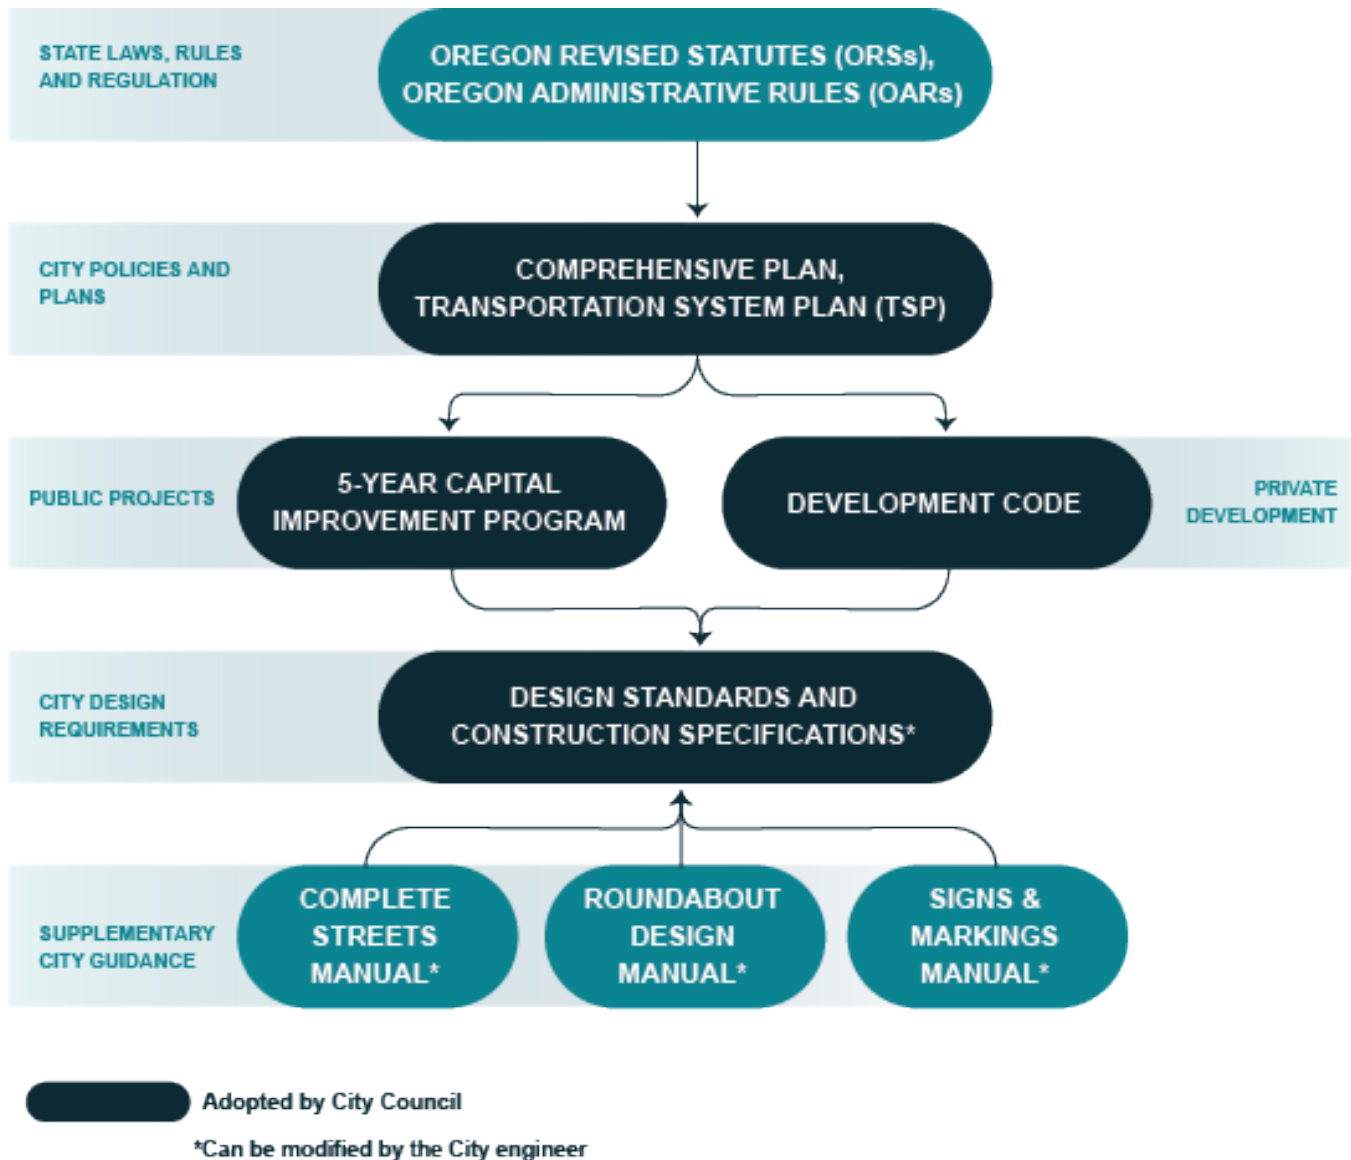 STATE LAWS, RULES
AND REGULATION
OREGON REVISED STATUTES (ORSs),
OREGON ADMINISTRATIVE RULES (OARs)
CITY POLICIES AND
PLANS
COMPREHENSIVE PLAN,
TRANSPORTATION SYSTEM PLAN (TSP)
PUBLIC PROJECTS
5-YEAR CAPITAL
IMPROVEMENT PROGRAM
DEVELOPMENT CODE
PRIVATE
DEVELOPMENT
CITY DESIGN
REQUIREMENTS
DESIGN STANDARDS AND
CONSTRUCTION SPECIFICATIONS*
SUPPLEMENTARY
CITY GUIDANCE
COMPLETE
STREETS
MANUAL*
ROUNDABOUT
DESIGN
MANUAL*
SIGNS &
MARKINGS
MANUAL*
Adopted by City Council
*Can be modified by the City engineer